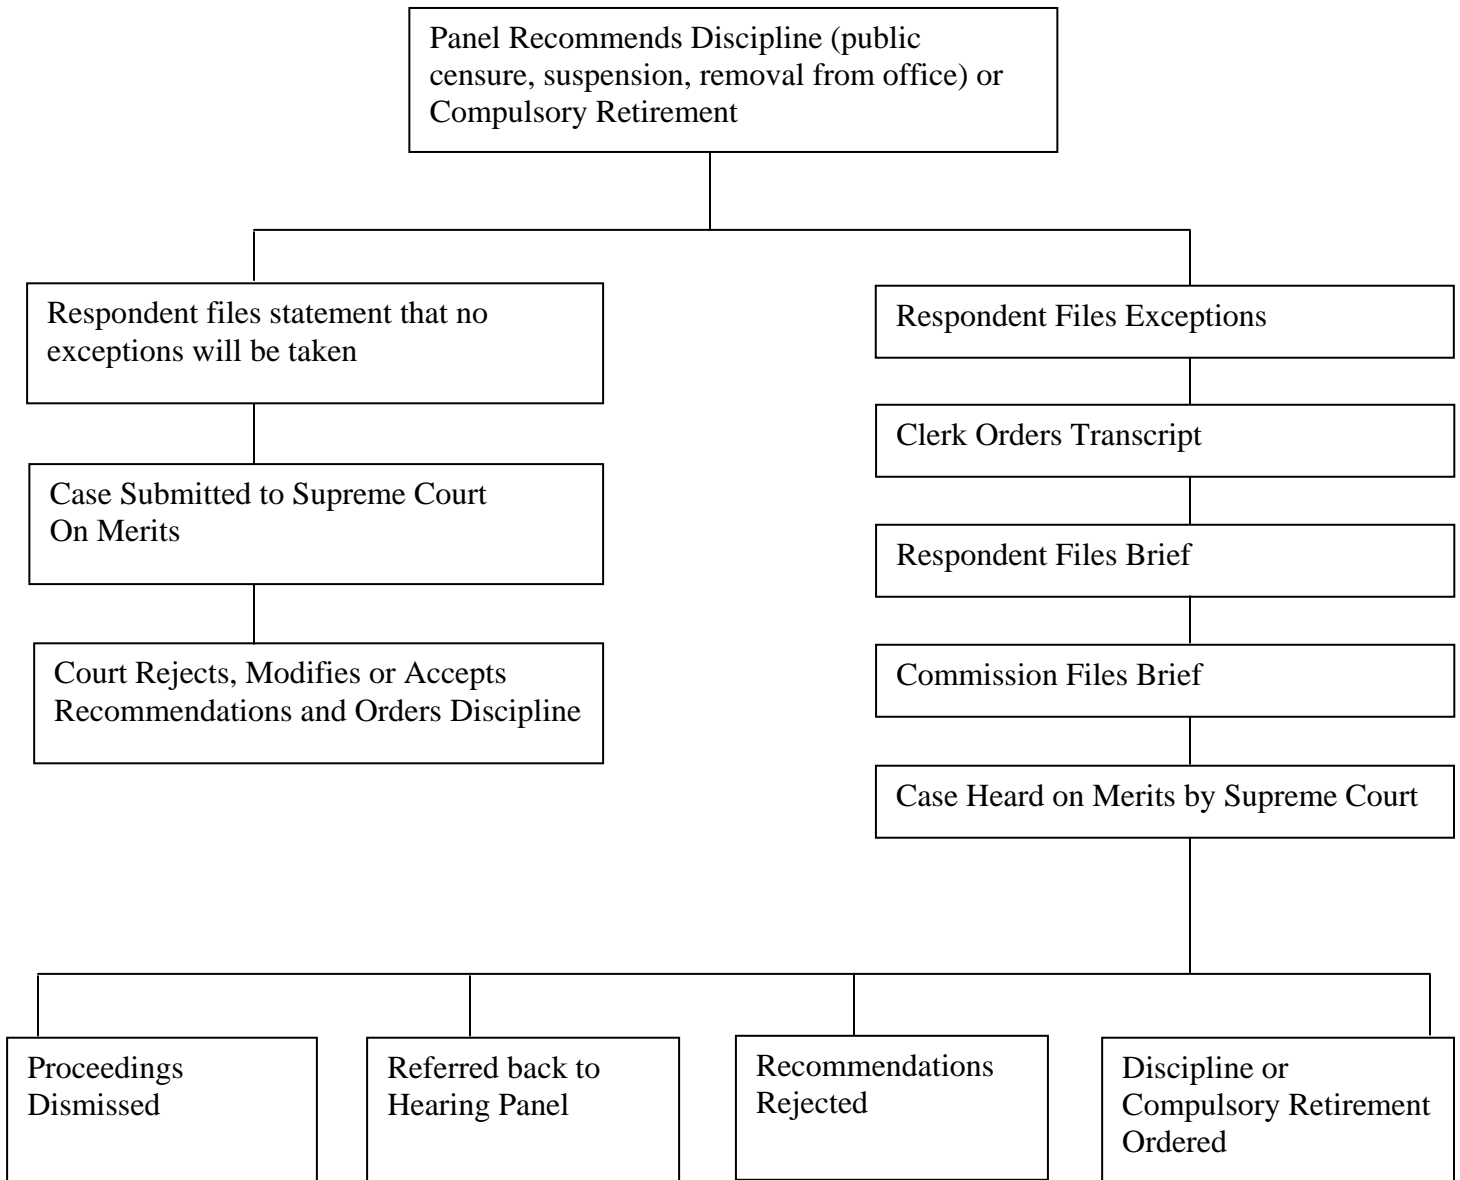 Panel Recommends Discipline (public
censure, suspension, removal from office) or
Compulsory Retirement
Respondent files statement that no
exceptions will be taken
Case Submitted to Supreme Court
On Merits
Court Rejects, Modifies or Accepts
Recommendations and Orders Discipline
Respondent Files Exceptions
Clerk Orders Transcript
Respondent Files Brief
Commission Files Brief
Case Heard on Merits by Supreme Court
Proceedings
Dismissed
Referred back to
Hearing Panel
Recommendations
Rejected
Discipline or
Compulsory Retirement
Ordered